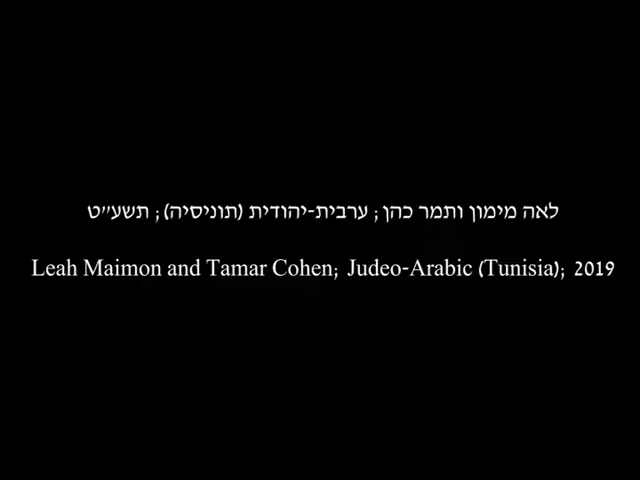 לאה מימון ותמר כהן; ערבית-יהודית (תוניסיה); תשע"ט
Leah Maimon and Tamar Cohen; Judeo-Arabic (Tunisia); 2019